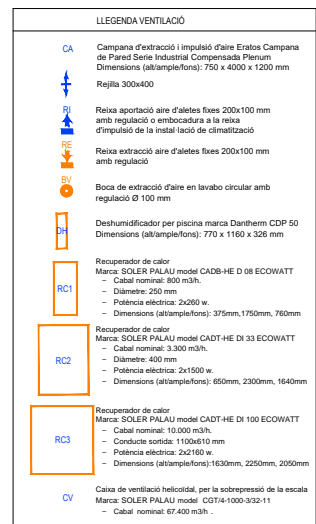 LLEGENDA VENTILACIÓ
CA
Campana d'extracció i impulsió d'aire Eratos Campana
de Pared Serie Industrial Compensada Plenum
Dimensions (alt/ample/fons): 750 x 4000 x 1200 mm
Rejilla 300x400
RI
Reixa aportació aire d'aletes fixes 200x100 mm
amb regulació o embocadura a la reixa
d'impulsió de la instal·lació de climatització
RE
Reixa extracció aire d'aletes fixes 200x100 mm
amb regulació
BV
Boca de extracció d'aire en lavabo circular amb
regulació Ø 100 mm
DH
Deshumidificador per piscina marca Dantherm CDP 50
Dimensions (alt/ample/fons): 770 x 1160 x 326 mm
Recuperador de calor
Marca: SOLER PALAU model CADB-HE D 08 ECOWATT
– Cabal nominal: 800 m3/h.
– Diàmetre: 250 mm
– Potència elèctrica: 2x260 w.
– Dimensions (alt/ample/fons): 375mm,1750mm, 760mm
RC1
Recuperador de calor
Marca: SOLER PALAU model CADT-HE DI 33 ECOWATT
– Cabal nominal: 3.300 m3/h.
– Diàmetre: 400 mm
– Potència elèctrica: 2x1500 w.
– Dimensions (alt/ample/fons): 650mm, 2300mm, 1640mm
RC2
Recuperador de calor
Marca: SOLER PALAU model CADT-HE DI 100 ECOWATT
– Cabal nominal: 10.000 m3/h.
– Conducte sortida: 1100x610 mm
– Potència elèctrica: 2x2160 w.
– Dimensions (alt/ample/fons):1630mm, 2250mm, 2050mm
RC3
CV
Caixa de ventilació helicoïdal, per la sobrepresió de la escala
Marca: SOLER PALAU model CGT/4-1000-3/32-11
– Cabal nominal: 67.400 m3/h .